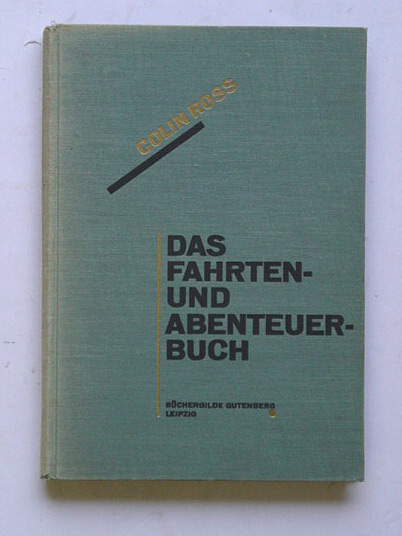 COLIN ROSS
DAS
FAHRTEN-
UND
ABENTEUER-
BUCH
BÜCHERGILDE GUTENBERG
LEIPZIG